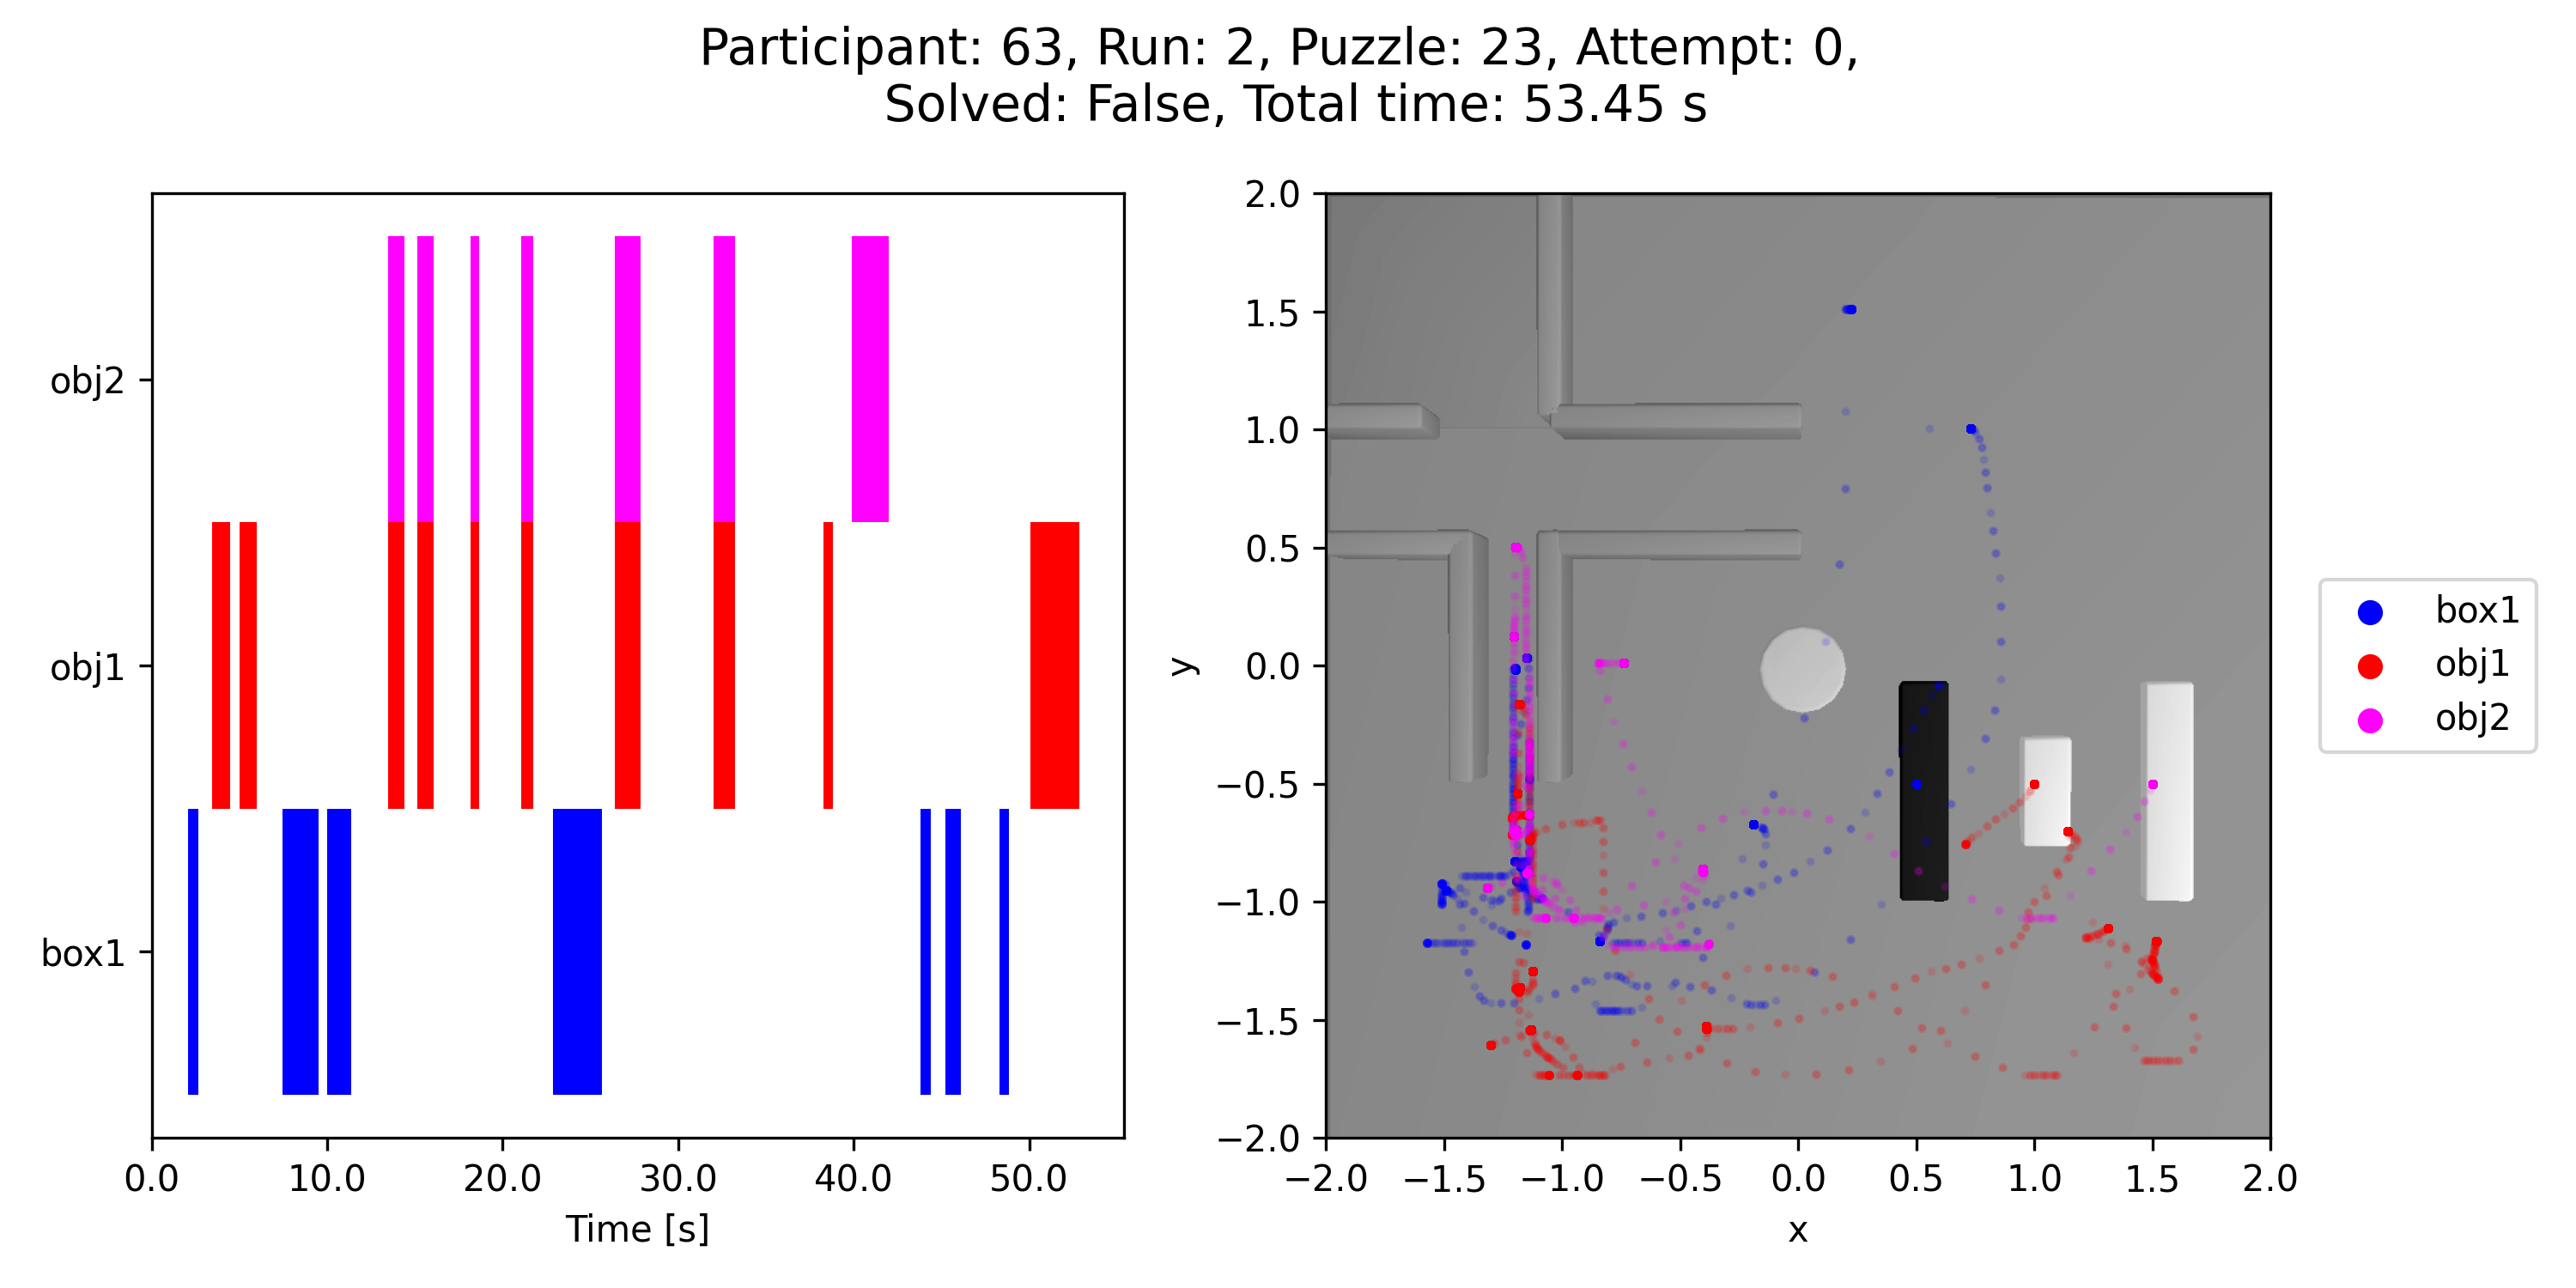 Participant: 63, Run: 2, Puzzle: 23, Attempt: 0,
Solved: False, Total time: 53.45 s
obj2
obj1
box1
0.0 10.0 20.0 30.0 40.0 50.0
Time [s]
2.0
1.5
1.0
0.5
0.0
−0.5
−1.0
−1.5
−2.0
y
−2.0 −1.5 −1.0 −0.5 0.0 0.5 1.0 1.5 2.0
x
box1
obj1
obj2